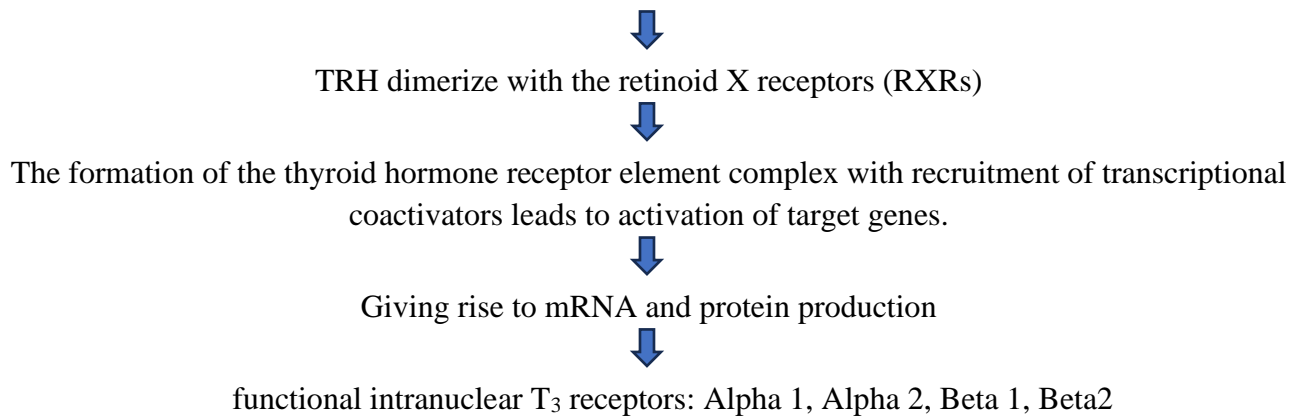 TRH dimerize with the retinoid X receptors (RXRs)
The formation of the thyroid hormone receptor element complex with recruitment of transcriptional
coactivators leads to activation of target genes.
Giving rise to mRNA and protein production
functional intranuclear T₃ receptors: Alpha 1, Alpha 2, Beta 1, Beta2